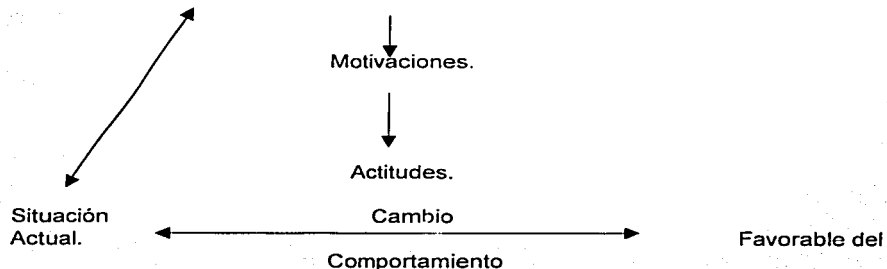 Motivaciones.
Actitudes.
Situación
Actual.
Cambio
Favorable del
Comportamiento